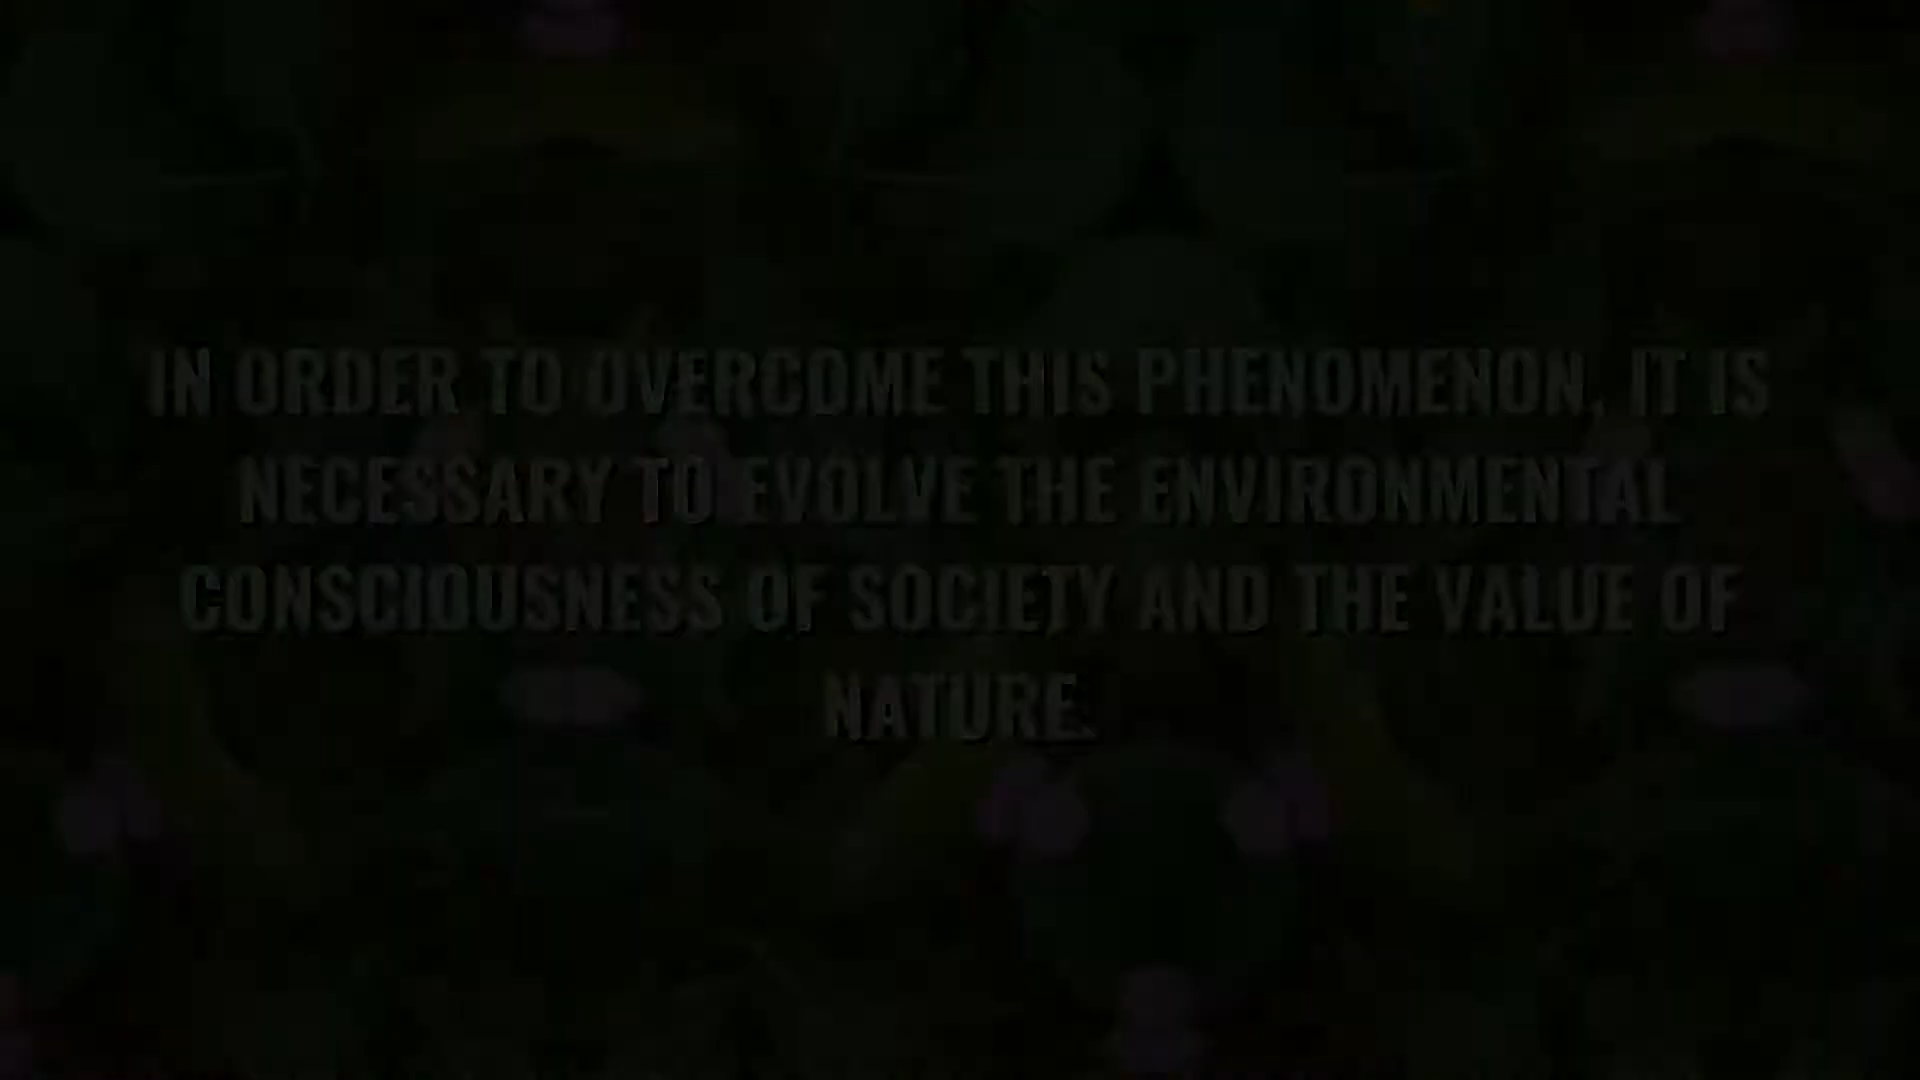 IN ORDER TO OVERCOME THIS PHENOMENON, IT IS
NECESSARY TO EVOLVE THE ENVIRONMENTAL
CONSCIOUSNESS OF SOCIETY AND THE VALUE OF
NATURE.